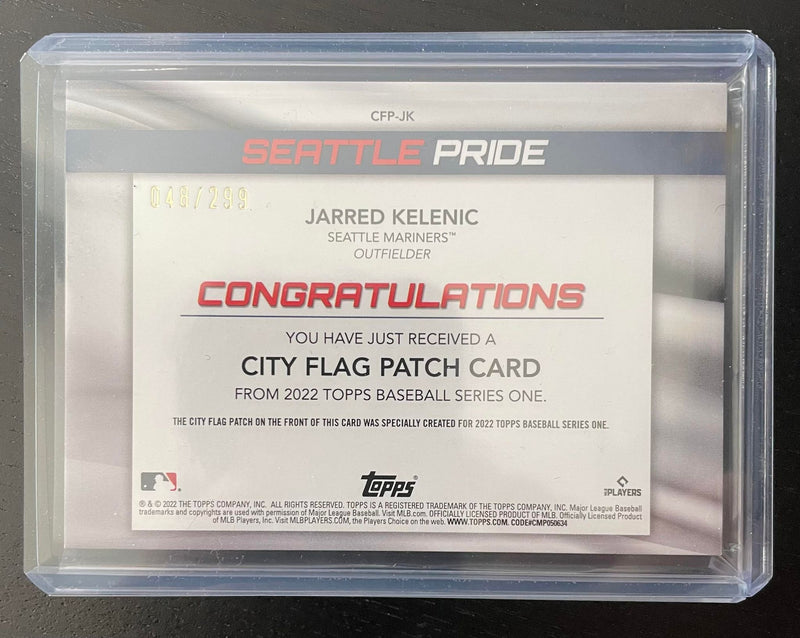 CFP-JK
SEATTLE PRIDE
048/299
JARRED KELENIC
SEATTLE MARINERS™
OUTFIELDER
CONGRATULATIONS
YOU HAVE JUST RECEIVED A
CITY FLAG PATCH CARD
FROM 2022 TOPPS BASEBALL SERIES ONE.
THE CITY FLAG PATCH ON THE FRONT OF THIS CARD WAS SPECIALLY CREATED FOR 2022 TOPPS BASEBALL SERIES ONE.
topps®
MLB PLAYERS
® & © 2022 THE TOPPS COMPANY, INC. ALL RIGHTS RESERVED. TOPPS IS A REGISTERED TRADEMARK OF THE TOPPS COMPANY, INC. Major League Baseball
trademarks and copyrights are used with permission of Major League Baseball. Visit MLB.com. OFFICIALLY LICENSED PRODUCT OF MLB. Officially Licensed Product
of MLB Players, Inc. Visit MLBPLAYERS.COM, the Players Choice on the web. WWW.TOPPS.COM. CODE#CMP050634